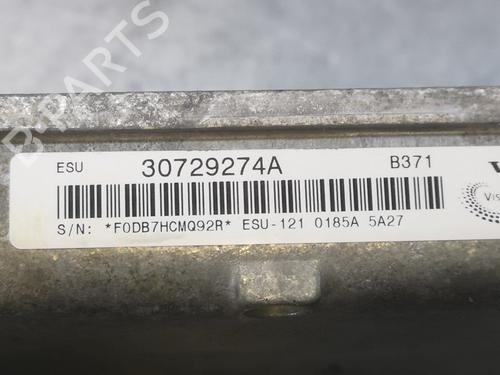 B-PARTS
ESU 30729274A B371
S/N: *F0DB7HCMQ92R* ESU-121 0185A 5A27